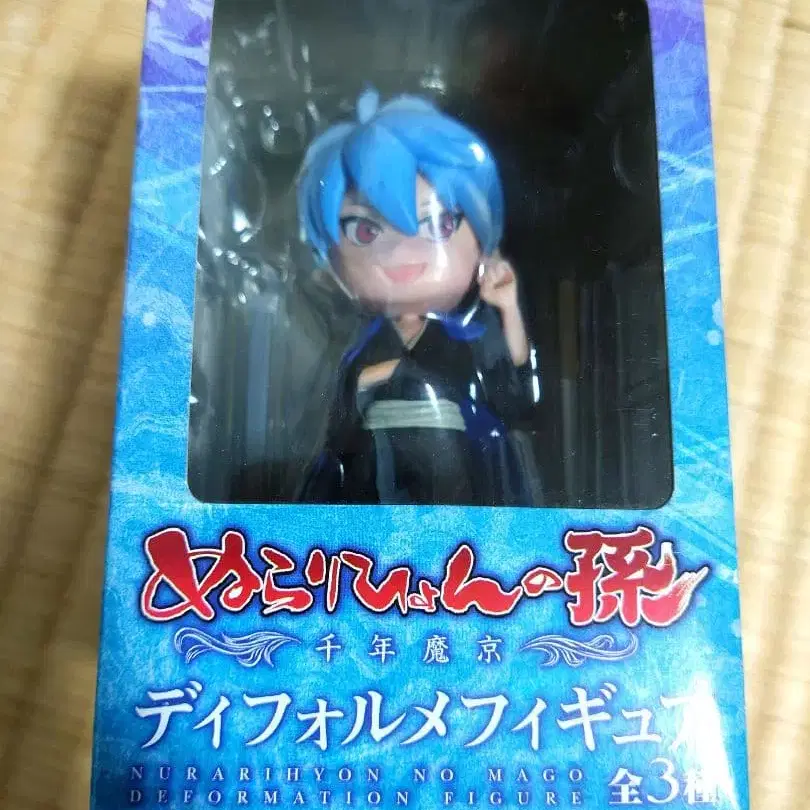 ぬらりひょんの孫
千年魔京
ディフォルメフィギュア
NURARIHYON NO MAGO
DEFORMATION FIGURE
全3種